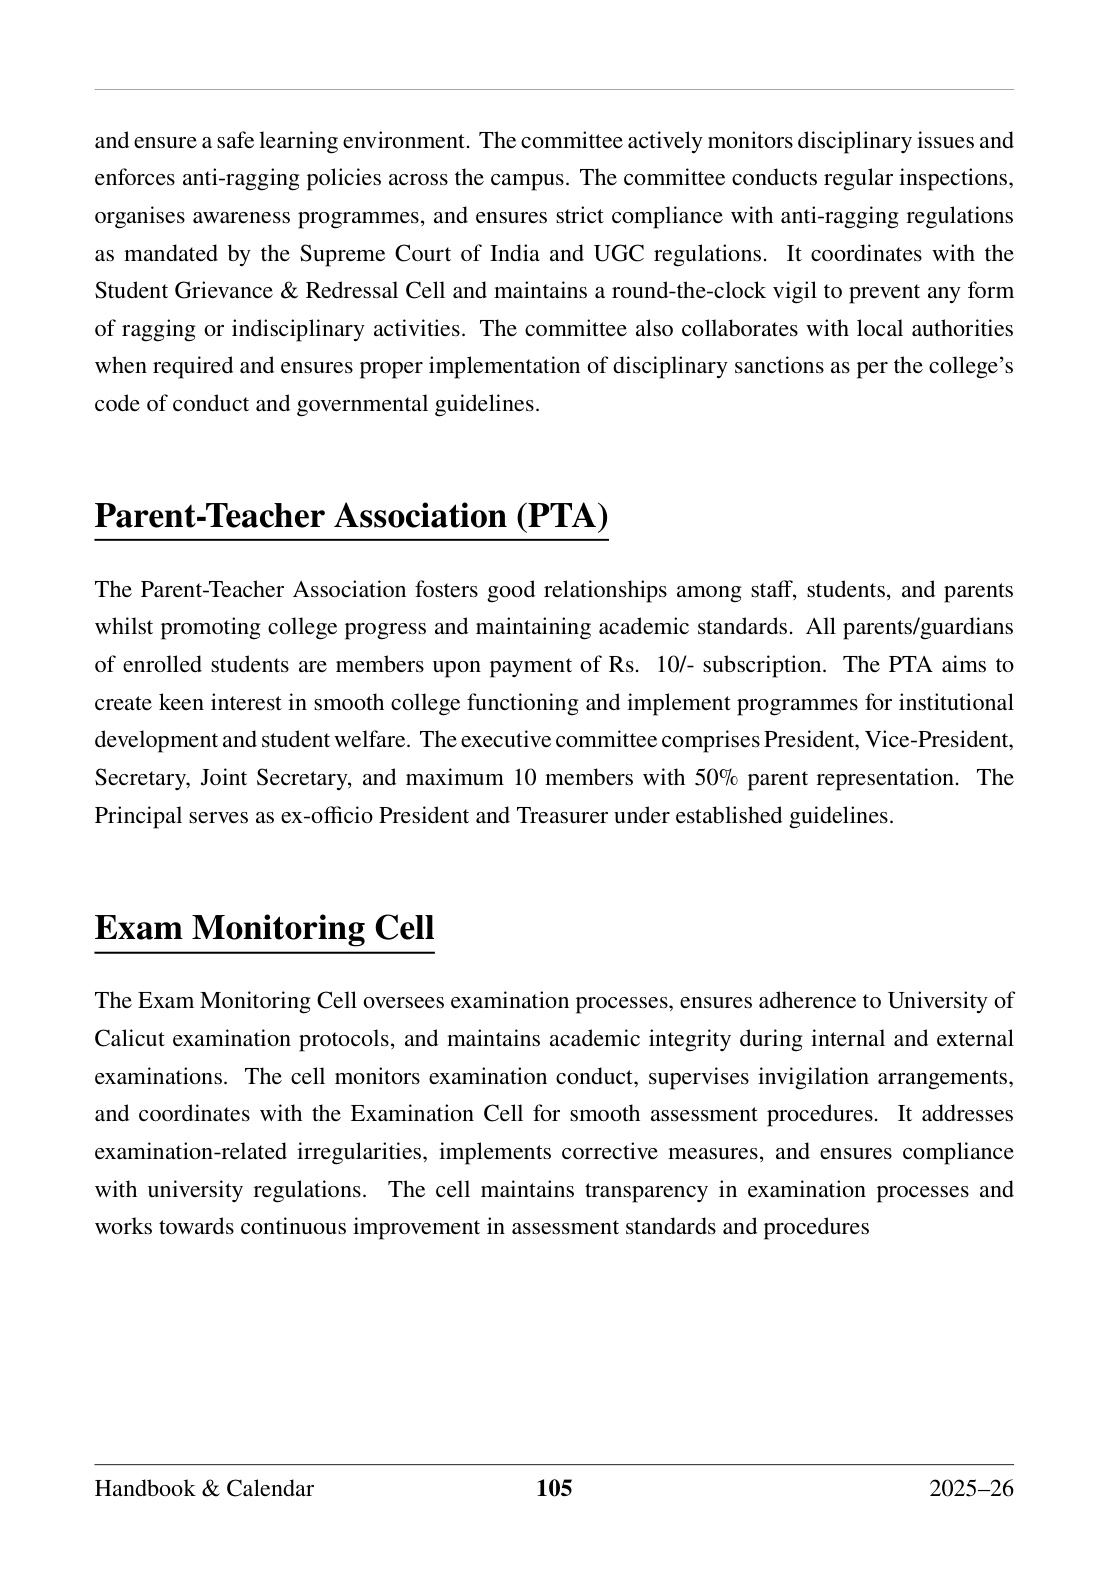 and ensure a safe learning environment. The committee actively monitors disciplinary issues and
enforces anti-ragging policies across the campus. The committee conducts regular inspections,
organises awareness programmes, and ensures strict compliance with anti-ragging regulations
as mandated by the Supreme Court of India and UGC regulations. It coordinates with the
Student Grievance & Redressal Cell and maintains a round-the-clock vigil to prevent any form
of ragging or indisciplinary activities. The committee also collaborates with local authorities
when required and ensures proper implementation of disciplinary sanctions as per the college’s
code of conduct and governmental guidelines.
Parent-Teacher Association (PTA)
The Parent-Teacher Association fosters good relationships among staff, students, and parents
whilst promoting college progress and maintaining academic standards. All parents/guardians
of enrolled students are members upon payment of Rs. 10/- subscription. The PTA aims to
create keen interest in smooth college functioning and implement programmes for institutional
development and student welfare. The executive committee comprises President, Vice-President,
Secretary, Joint Secretary, and maximum 10 members with 50% parent representation. The
Principal serves as ex-officio President and Treasurer under established guidelines.
Exam Monitoring Cell
The Exam Monitoring Cell oversees examination processes, ensures adherence to University of
Calicut examination protocols, and maintains academic integrity during internal and external
examinations. The cell monitors examination conduct, supervises invigilation arrangements,
and coordinates with the Examination Cell for smooth assessment procedures. It addresses
examination-related irregularities, implements corrective measures, and ensures compliance
with university regulations. The cell maintains transparency in examination processes and
works towards continuous improvement in assessment standards and procedures
Handbook & Calendar 105 2025–26